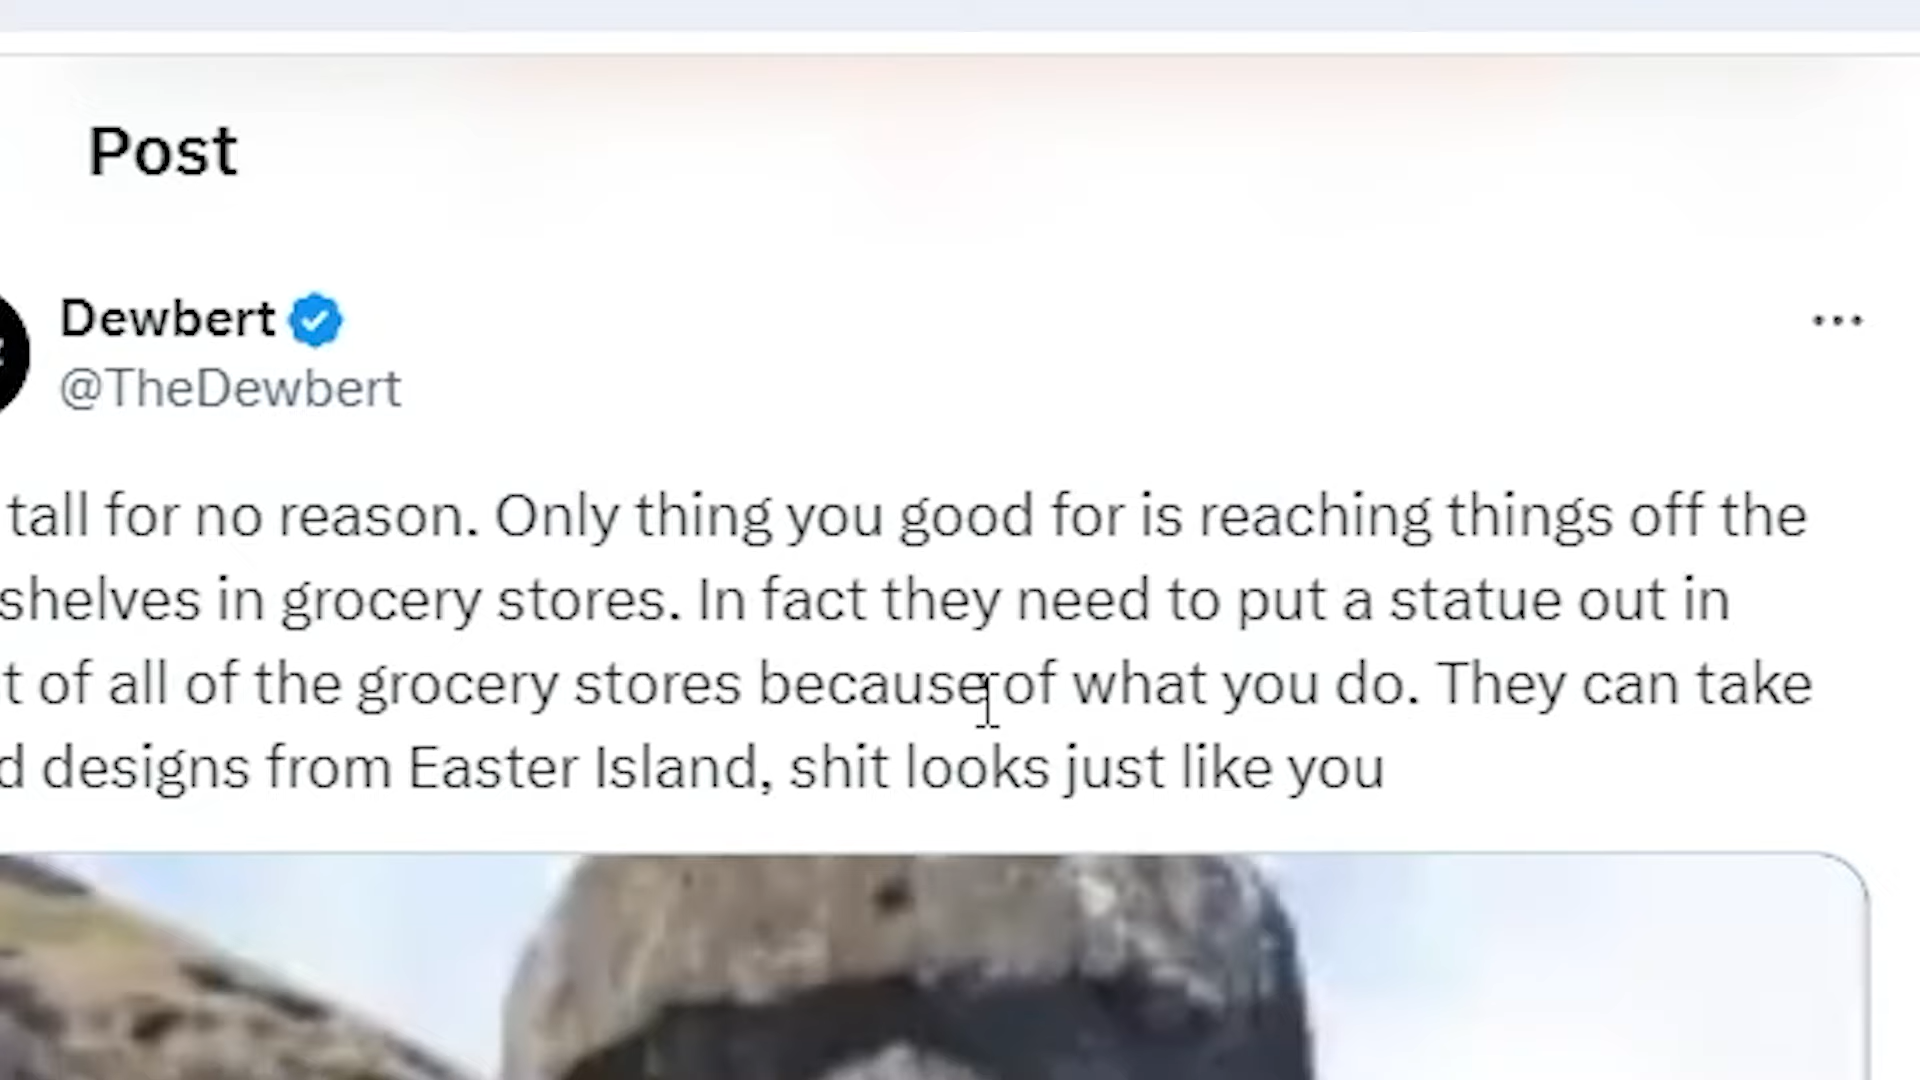 Post
Dewbert
@TheDewbert
tall for no reason. Only thing you good for is reaching things off the
shelves in grocery stores. In fact they need to put a statue out in
t of all of the grocery stores because of what you do. They can take
d designs from Easter Island, shit looks just like you